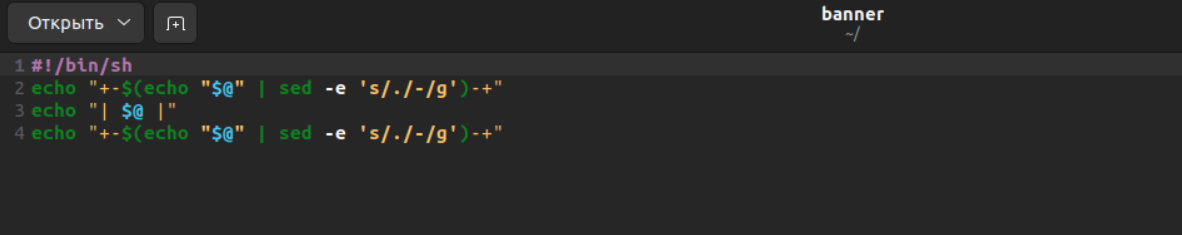 Открыть
banner
~/
1 #!/bin/sh
2 echo "+-$(echo "$@" | sed -e 's/./-/g')-+"
3 echo "| $@ |"
4 echo "+-$(echo "$@" | sed -e 's/./-/g')-+"